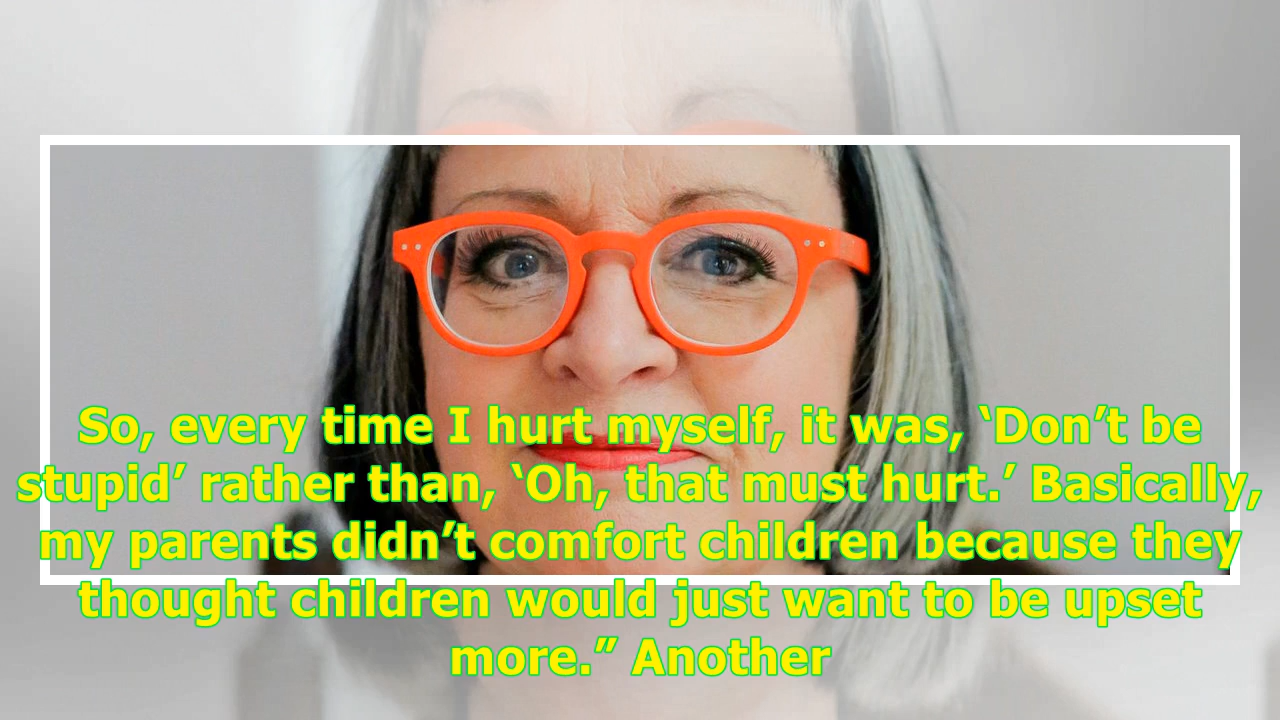 So, every time I hurt myself, it was, ‘Don’t be
stupid’ rather than, ‘Oh, that must hurt.’ Basically,
my parents didn’t comfort children because they
thought children would just want to be upset
more.” Another